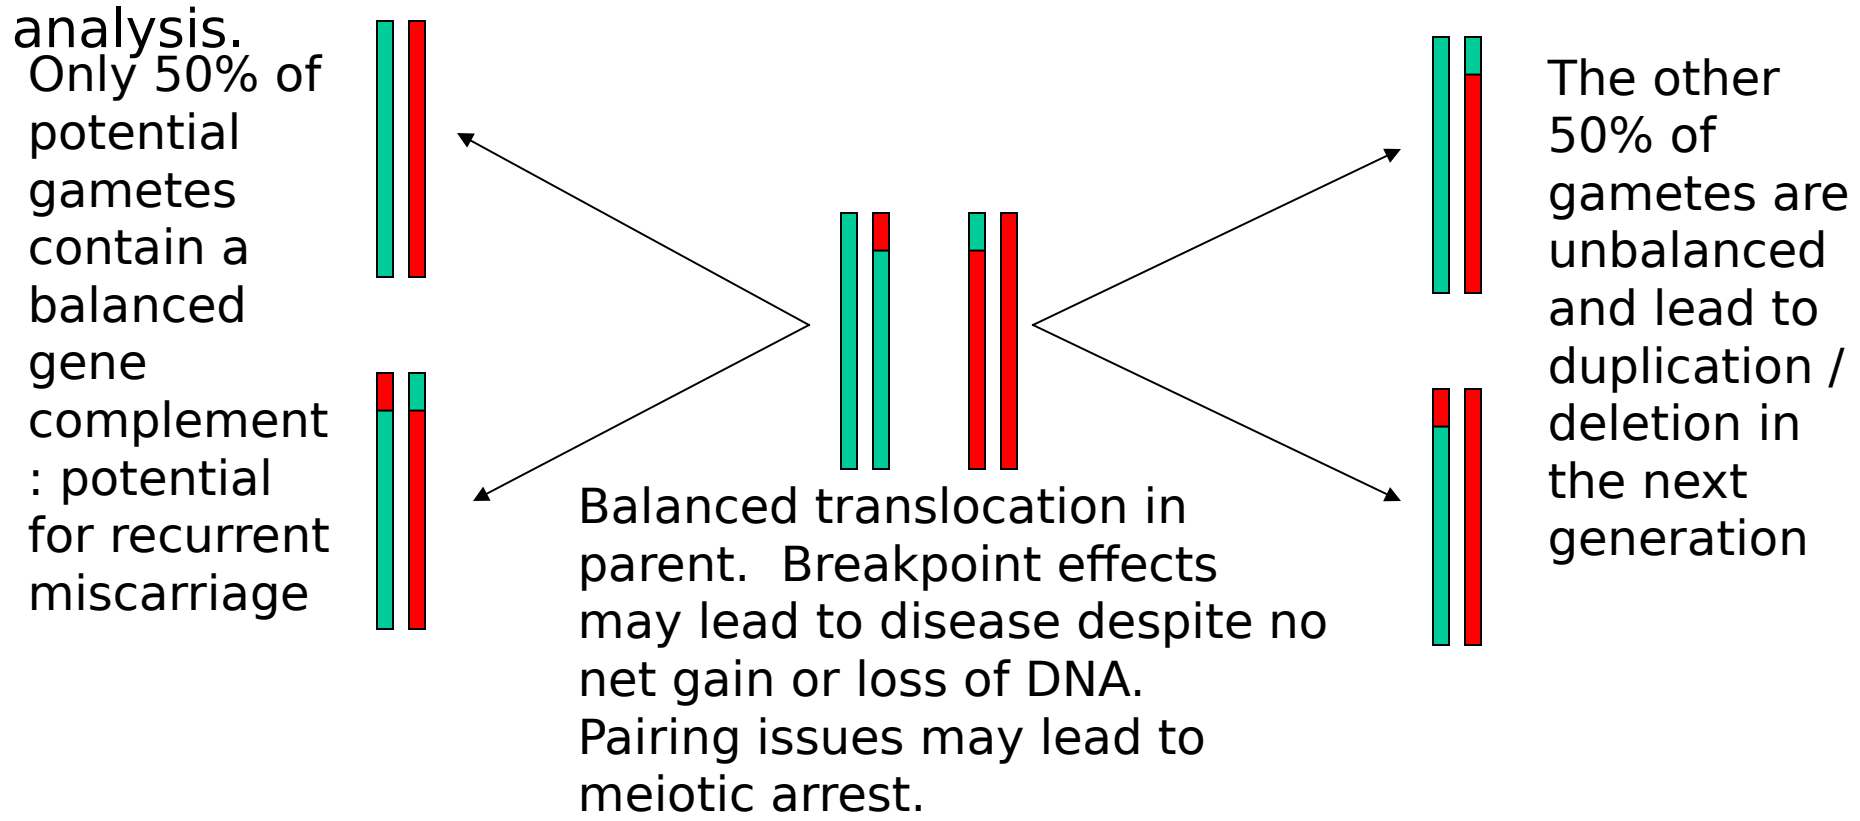 analysis.
Only 50% of
potential
gametes
contain a
balanced
gene
complement
: potential
for recurrent
miscarriage
Balanced translocation in
parent.  Breakpoint effects
may lead to disease despite no
net gain or loss of DNA.
Pairing issues may lead to
meiotic arrest.
The other
50% of
gametes are
unbalanced
and lead to
duplication /
deletion in
the next
generation